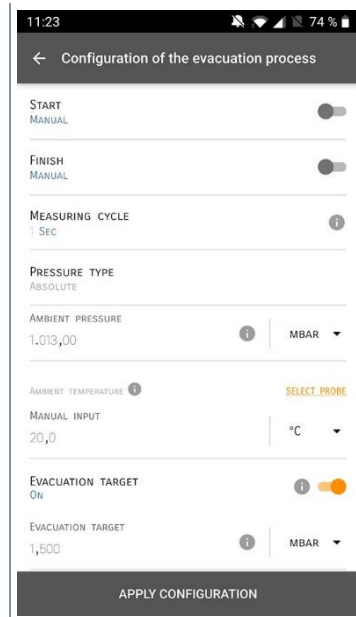 11:23 74 %
Configuration of the evacuation process
START
MANUAL
FINISH
MANUAL
MEASURING CYCLE
1 SEC
PRESSURE TYPE
ABSOLUTE
AMBIENT PRESSURE
1.013,00 MBAR
AMBIENT TEMPERATURE SELECT PROBE
MANUAL INPUT
20,0 °C
EVACUATION TARGET
ON
EVACUATION TARGET
1,500 MBAR
APPLY CONFIGURATION